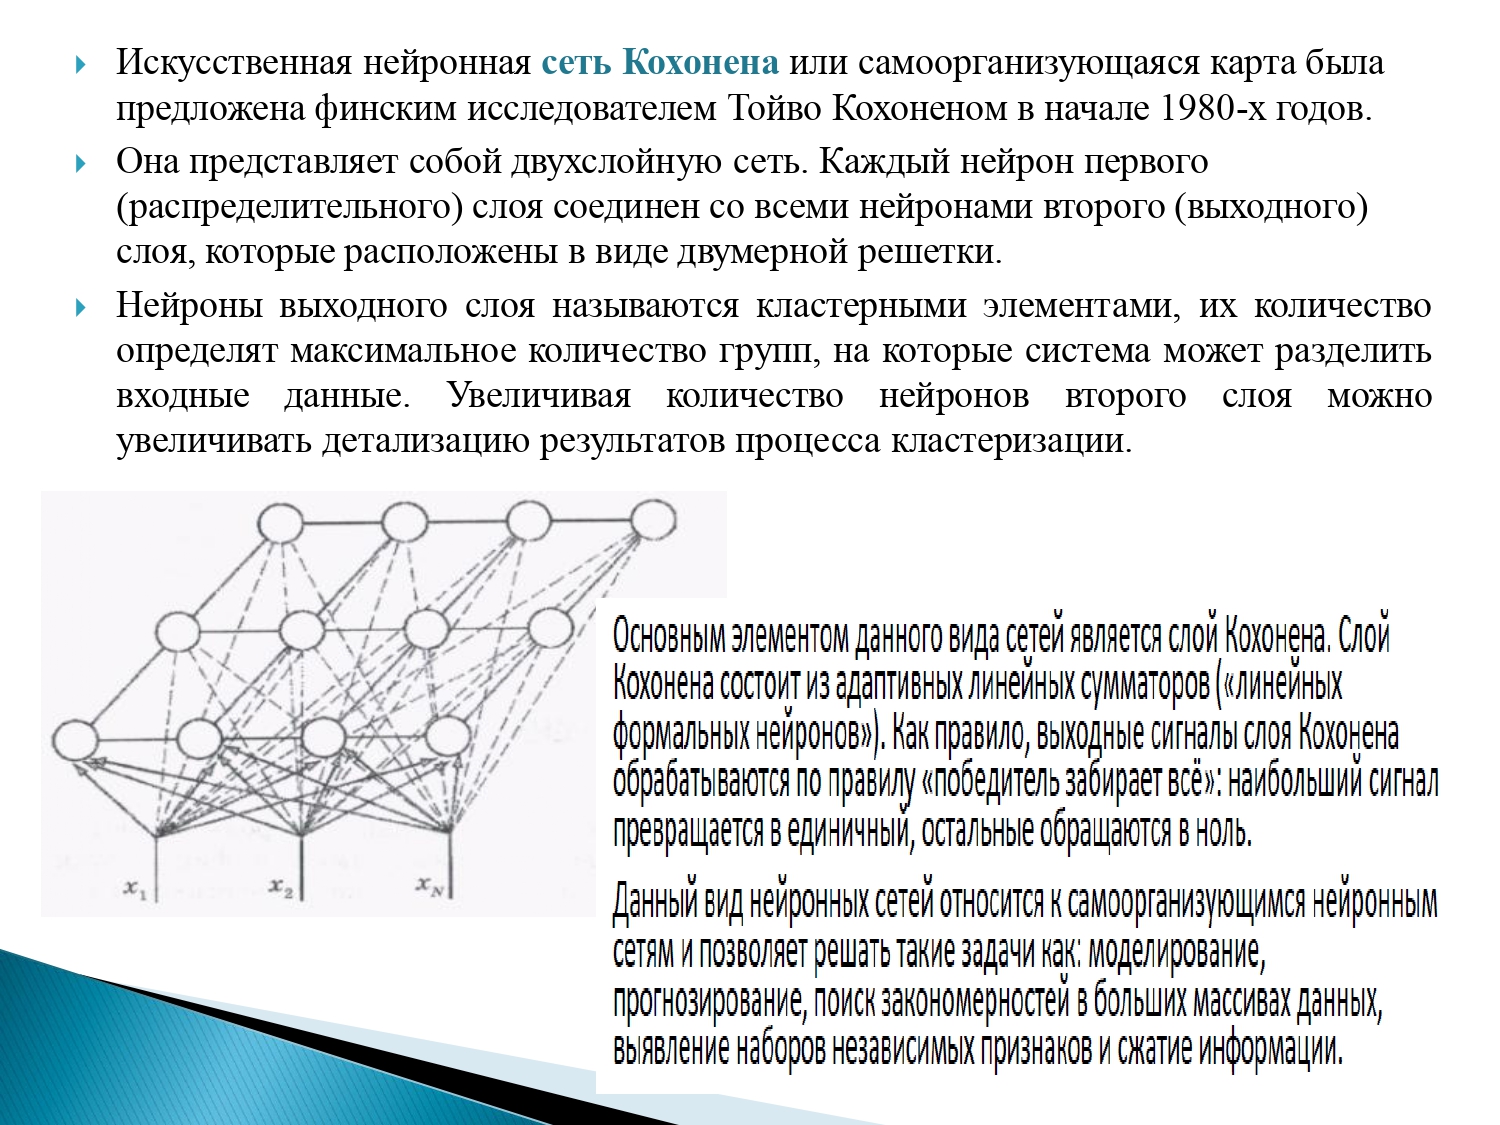 Искусственная нейронная сеть Кохонена или самоорганизующаяся карта была
предложена финским исследователем Тойво Кохоненом в начале 1980-х годов.
Она представляет собой двухслойную сеть. Каждый нейрон первого
(распределительного) слоя соединен со всеми нейронами второго (выходного)
слоя, которые расположены в виде двумерной решетки.
Нейроны выходного слоя называются кластерными элементами, их количество
определят максимальное количество групп, на которые система может разделить
входные данные. Увеличивая количество нейронов второго слоя можно
увеличивать детализацию результатов процесса кластеризации.
x1 x2 xN
Основным элементом данного вида сетей является слой Кохонена. Слой
Кохонена состоит из адаптивных линейных сумматоров («линейных
формальных нейронов»). Как правило, выходные сигналы слоя Кохонена
обрабатываются по правилу «победитель забирает всё»: наибольший сигнал
превращается в единичный, остальные обращаются в ноль.
Данный вид нейронных сетей относится к самоорганизующимся нейронным
сетям и позволяет решать такие задачи как: моделирование,
прогнозирование, поиск закономерностей в больших массивах данных,
выявление наборов независимых признаков и сжатие информации.